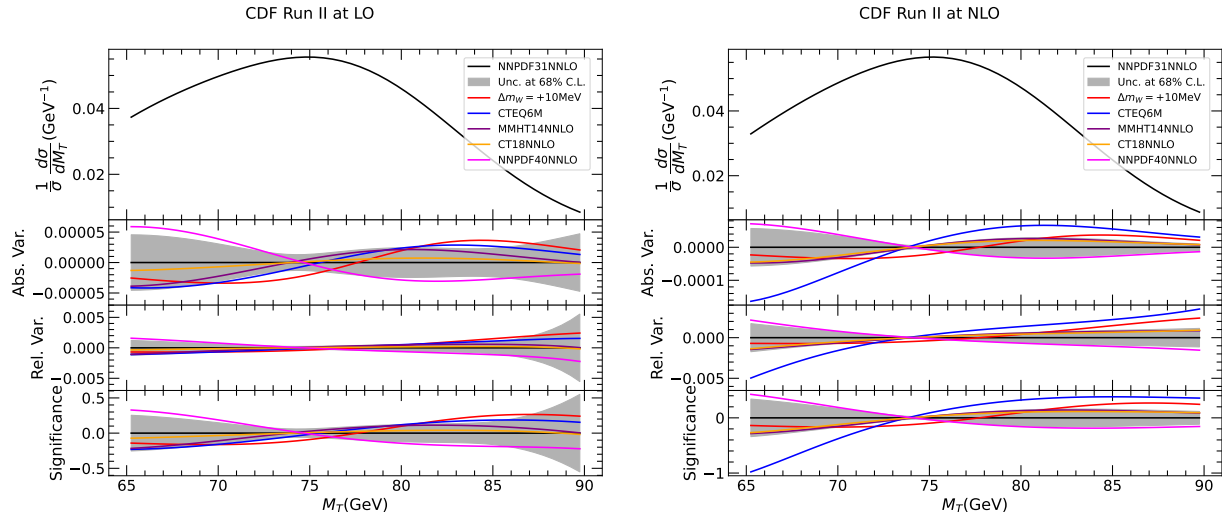 CDF Run II at LO
1/σ dσ/dM_T (GeV⁻¹)
0.04
0.02
NNPDF31NNLO
Unc. at 68% C.L.
Δm_W = +10MeV
CTEQ6M
MMHT14NNLO
CT18NNLO
NNPDF40NNLO
Abs. Var.
0.00005
0.00000
−0.00005
Rel. Var.
0.005
0.000
−0.005
Significance
0.5
0.0
−0.5
65 70 75 80 85 90
M_T(GeV)
CDF Run II at NLO
1/σ dσ/dM_T (GeV⁻¹)
0.04
0.02
NNPDF31NNLO
Unc. at 68% C.L.
Δm_W = +10MeV
CTEQ6M
MMHT14NNLO
CT18NNLO
NNPDF40NNLO
Abs. Var.
0.0000
−0.0001
Rel. Var.
0.000
−0.005
Significance
0
−1
65 70 75 80 85 90
M_T(GeV)